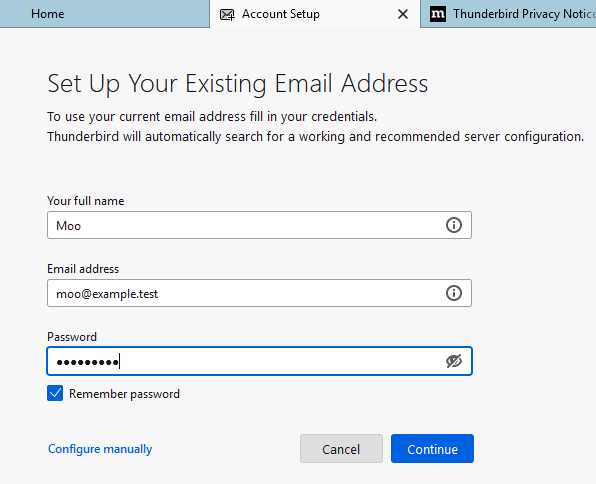 Home
Account Setup
Thunderbird Privacy Notice
Set Up Your Existing Email Address
To use your current email address fill in your credentials.
Thunderbird will automatically search for a working and recommended server configuration.
Your full name
Moo
Email address
moo@example.test
Password
•••••••••
Remember password
Configure manually
Cancel
Continue